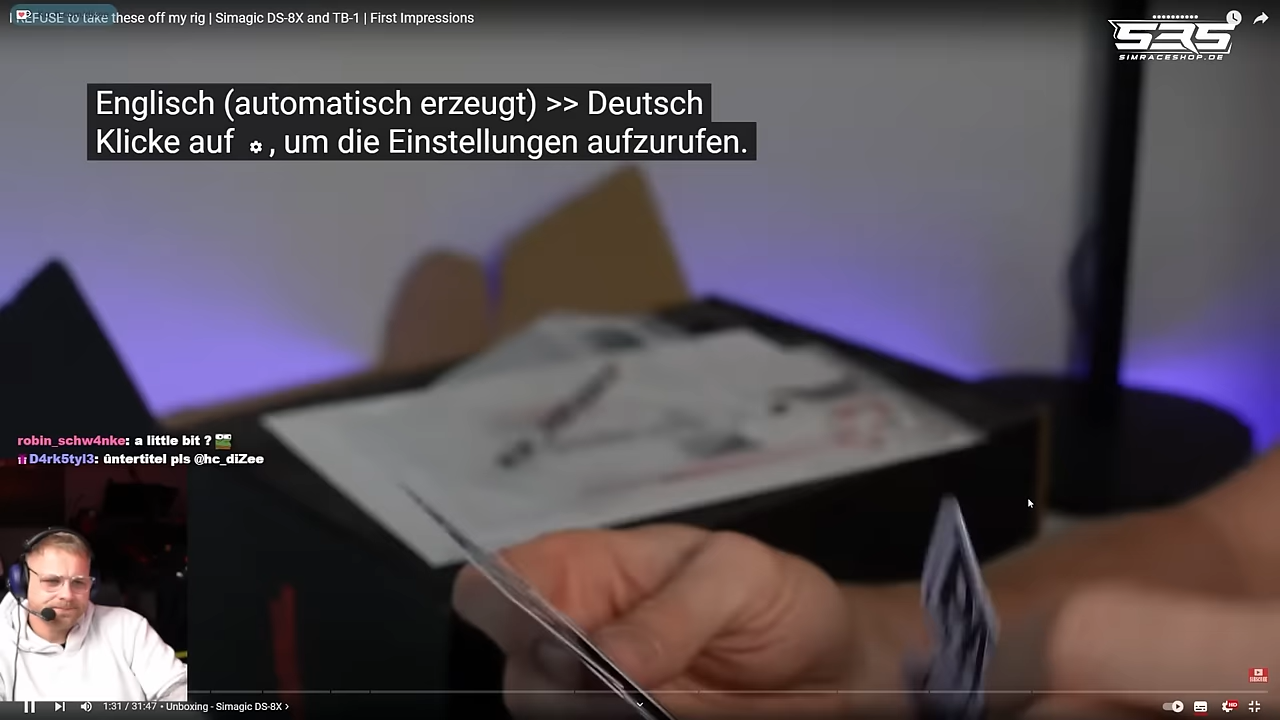 I REFUSE to take these off my rig | Simagic DS-8X and TB-1 | First Impressions
SRS
SIMRACESHOP.DE
Englisch (automatisch erzeugt) >> Deutsch
Klicke auf , um die Einstellungen aufzurufen.
robin_schw4nke: a little bit ?
D4rk5tyl3: üntertitel pls @hc_diZee
1:31 / 31:47 • Unboxing - Simagic DS-8X >
HD